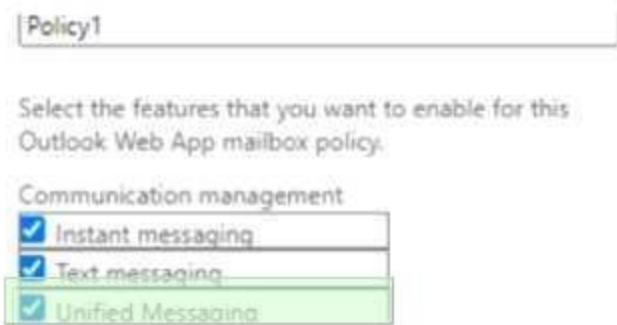 Policy1
Select the features that you want to enable for this
Outlook Web App mailbox policy.
Communication management
Instant messaging
Text messaging
Unified Messaging